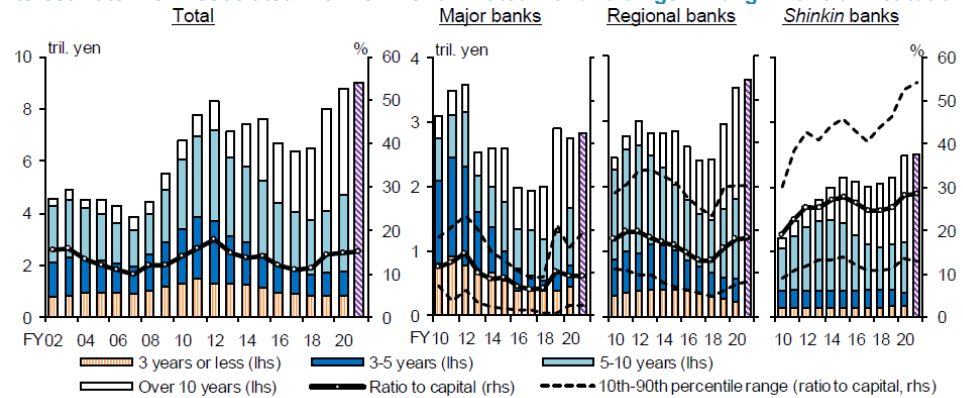 Total
Major banks
Regional banks
Shinkin banks
tril. yen
%
tril. yen
%
10
60
4
60
8
50
50
40
3
40
6
30
2
30
4
20
20
1
2
10
10
0
0
0
0
FY 02 04 06 08 10 12 14 16 18 20
FY 10 12 14 16 18 20
10 12 14 16 18 20
10 12 14 16 18 20
3 years or less (lhs)
3-5 years (lhs)
5-10 years (lhs)
Over 10 years (lhs)
Ratio to capital (rhs)
10th-90th percentile range (ratio to capital, rhs)